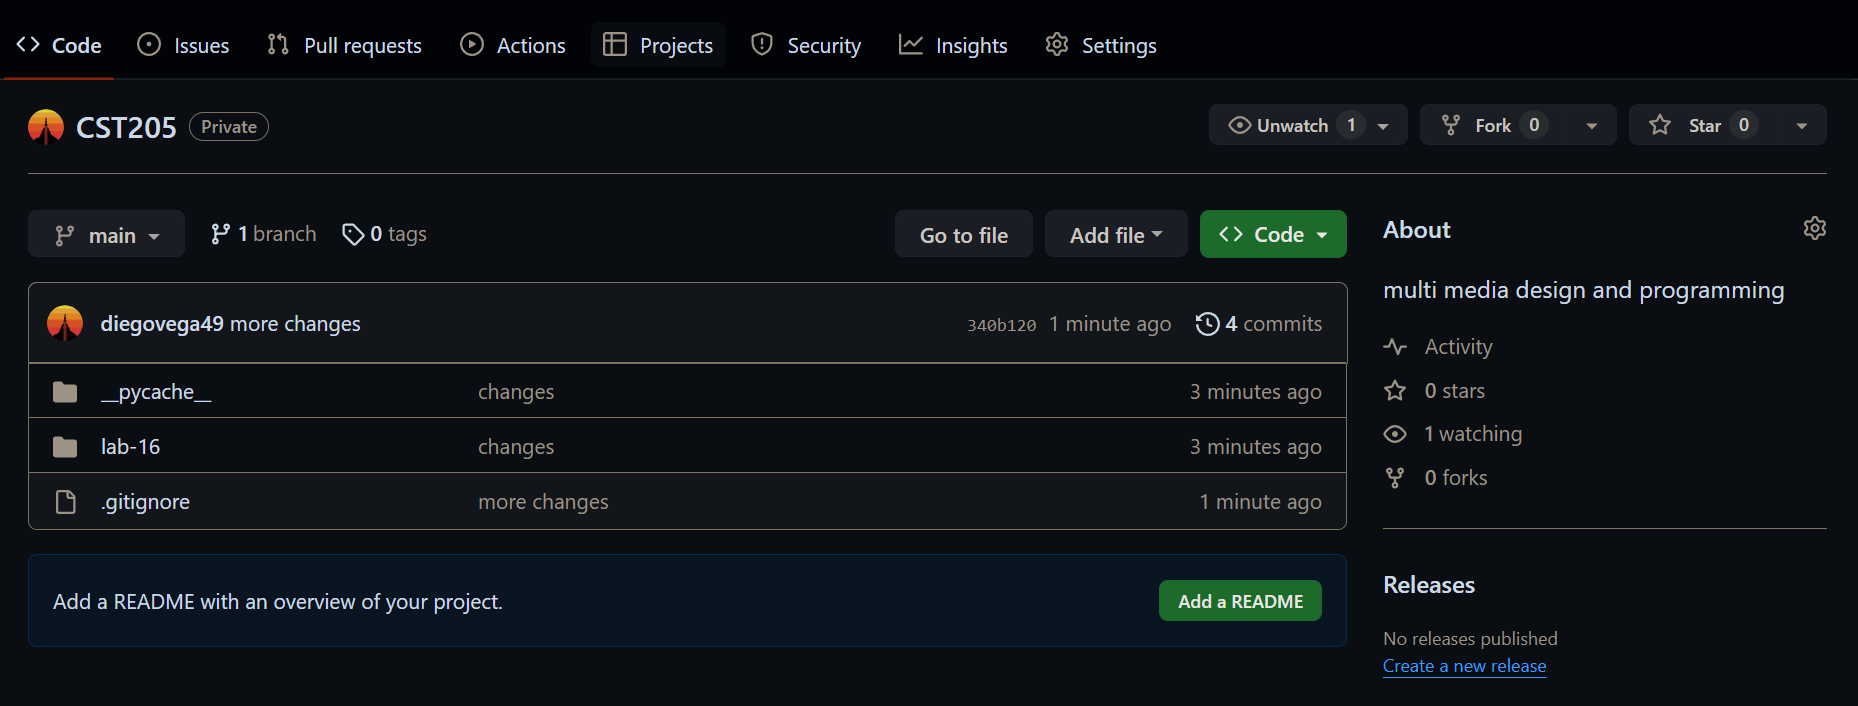 Code Issues Pull requests Actions Projects Security Insights Settings
CST205 Private Unwatch 1 Fork 0 Star 0
main 1 branch 0 tags Go to file Add file Code
diegovega49 more changes 340b120 1 minute ago 4 commits
__pycache__ changes 3 minutes ago
lab-16 changes 3 minutes ago
.gitignore more changes 1 minute ago
Add a README with an overview of your project. Add a README
About
multi media design and programming
Activity
0 stars
1 watching
0 forks
Releases
No releases published
Create a new release